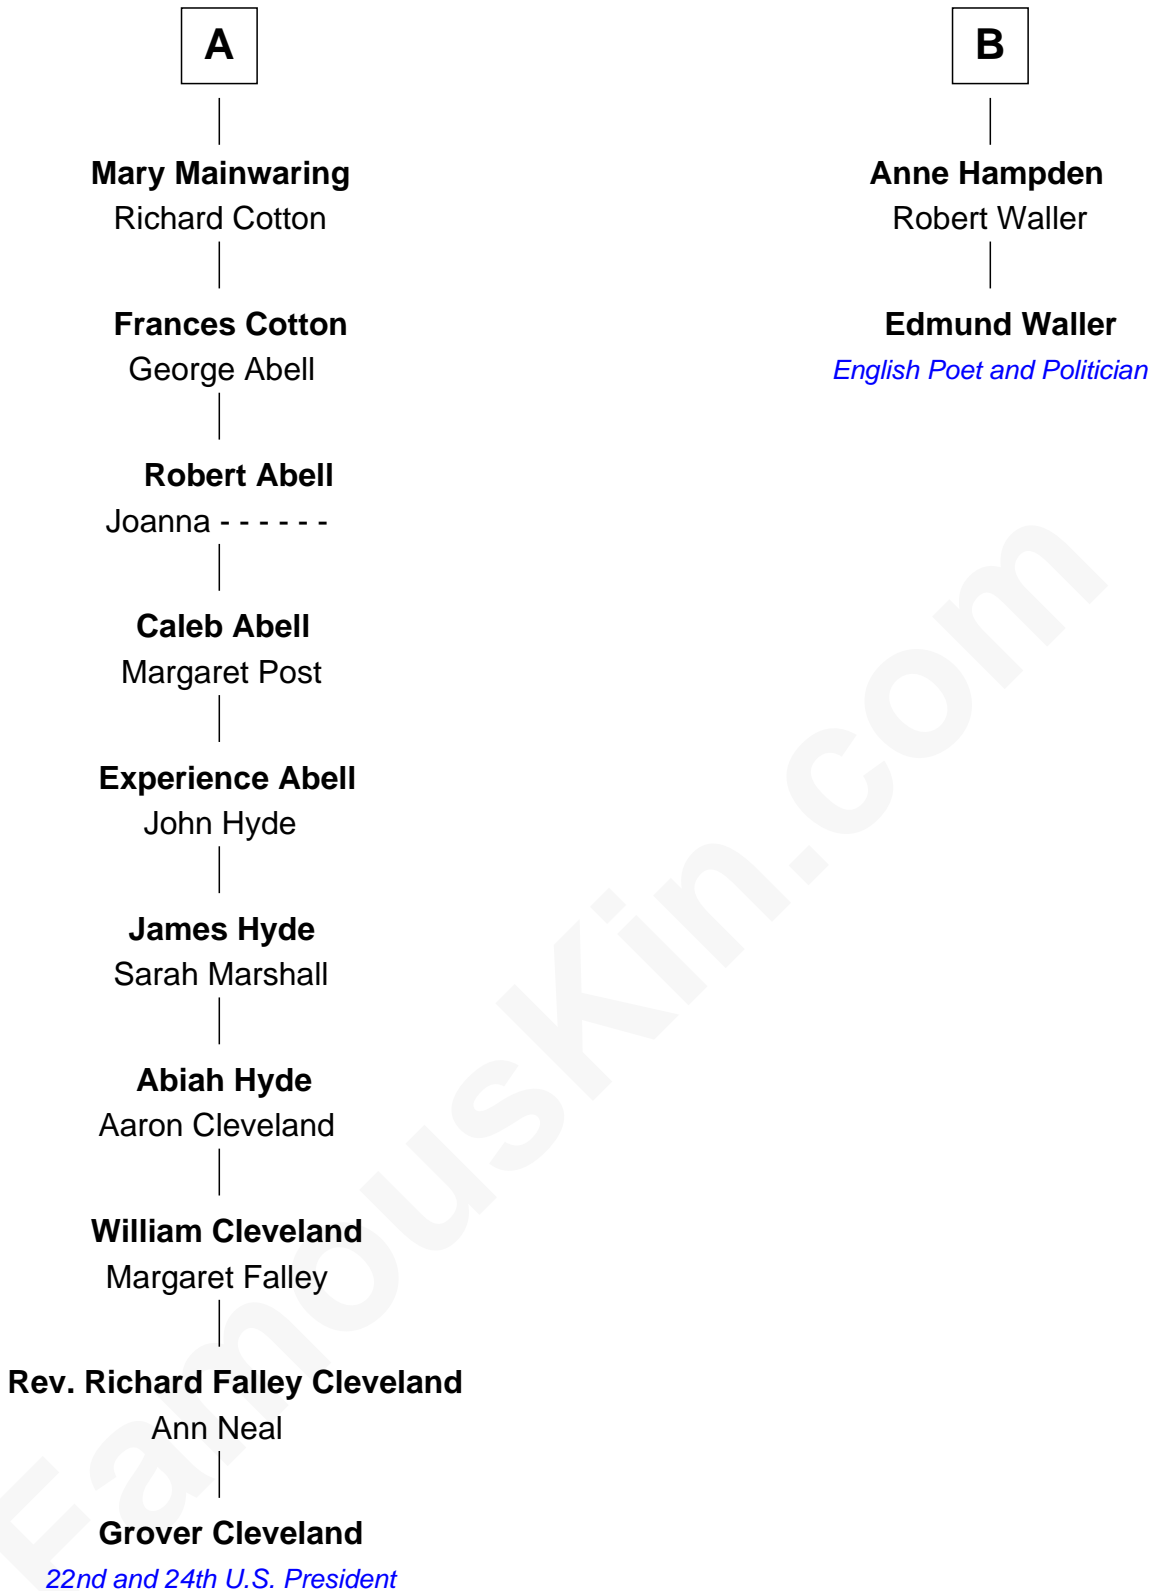 A
Mary Mainwaring
Richard Cotton
Frances Cotton
George Abell
Robert Abell
Joanna - - - - - -
Caleb Abell
Margaret Post
Experience Abell
John Hyde
James Hyde
Sarah Marshall
Abiah Hyde
Aaron Cleveland
William Cleveland
Margaret Falley
Rev. Richard Falley Cleveland
Ann Neal
Grover Cleveland
22nd and 24th U.S. President
B
Anne Hampden
Robert Waller
Edmund Waller
English Poet and Politician
FamousKin.com